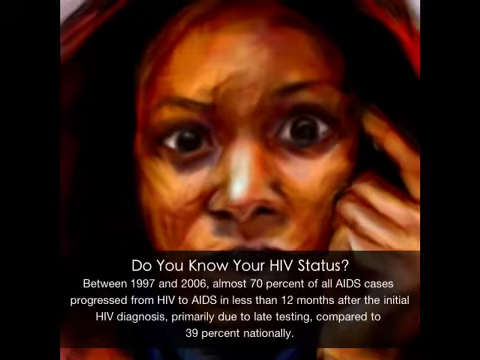 Do You Know Your HIV Status?
Between 1997 and 2006, almost 70 percent of all AIDS cases
progressed from HIV to AIDS in less than 12 months after the initial
HIV diagnosis, primarily due to late testing, compared to
39 percent nationally.